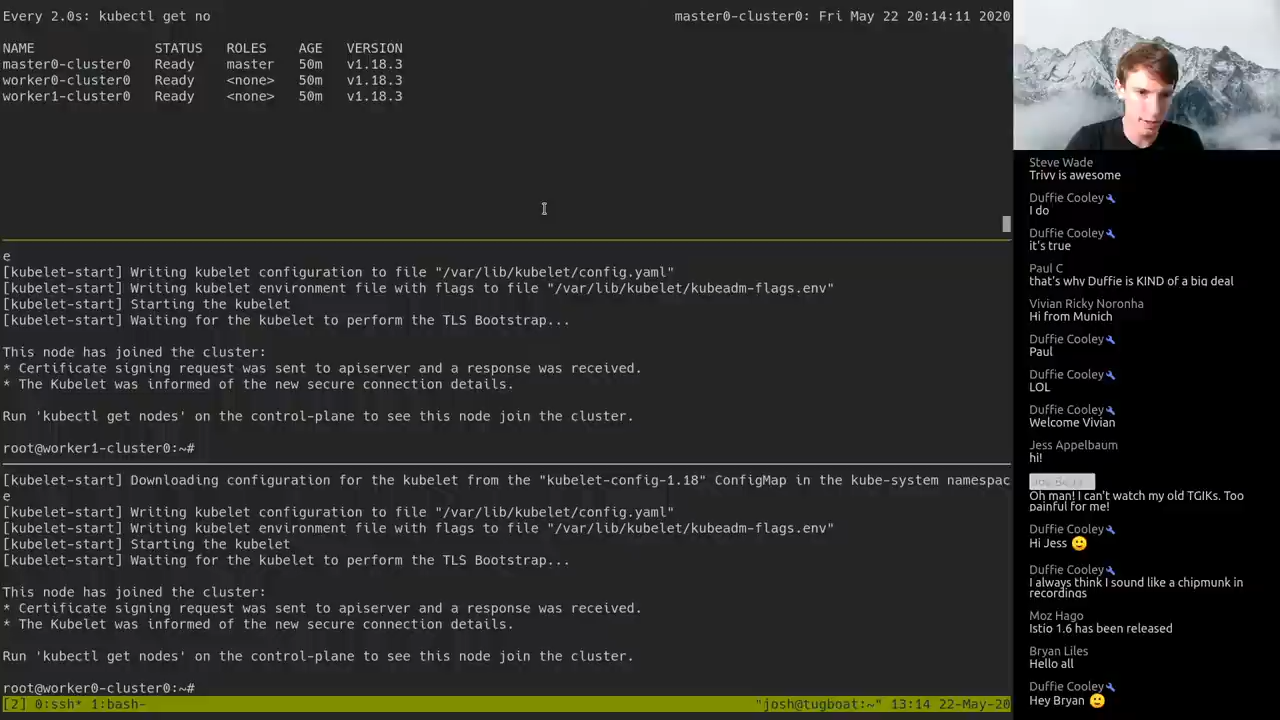 Every 2.0s: kubectl get no                                                          master0-cluster0: Fri May 22 20:14:11 2020
NAME               STATUS   ROLES    AGE   VERSION
master0-cluster0   Ready    master   50m   v1.18.3
worker0-cluster0   Ready    <none>   50m   v1.18.3
worker1-cluster0   Ready    <none>   50m   v1.18.3
e
[kubelet-start] Writing kubelet configuration to file "/var/lib/kubelet/config.yaml"
[kubelet-start] Writing kubelet environment file with flags to file "/var/lib/kubelet/kubeadm-flags.env"
[kubelet-start] Starting the kubelet
[kubelet-start] Waiting for the kubelet to perform the TLS Bootstrap...
This node has joined the cluster:
* Certificate signing request was sent to apiserver and a response was received.
* The Kubelet was informed of the new secure connection details.
Run 'kubectl get nodes' on the control-plane to see this node join the cluster.
root@worker1-cluster0:~#
[kubelet-start] Downloading configuration for the kubelet from the "kubelet-config-1.18" ConfigMap in the kube-system namespac
e
[kubelet-start] Writing kubelet configuration to file "/var/lib/kubelet/config.yaml"
[kubelet-start] Writing kubelet environment file with flags to file "/var/lib/kubelet/kubeadm-flags.env"
[kubelet-start] Starting the kubelet
[kubelet-start] Waiting for the kubelet to perform the TLS Bootstrap...
This node has joined the cluster:
* Certificate signing request was sent to apiserver and a response was received.
* The Kubelet was informed of the new secure connection details.
Run 'kubectl get nodes' on the control-plane to see this node join the cluster.
root@worker0-cluster0:~#
[2] 0:ssh* 1:bash-                                                          "josh@tugboat:~" 13:14 22-May-20
Steve Wade
Trivy is awesome
Duffie Cooley
I do
Duffie Cooley
it's true
Paul C
that's why Duffie is KIND of a big deal
Vivian Ricky Noronha
Hi from Munich
Duffie Cooley
Paul
Duffie Cooley
LOL
Duffie Cooley
Welcome Vivian
Jess Appelbaum
hi!
Oh man! I can't watch my old TGIKs. Too
painful for me!
Duffie Cooley
Hi Jess 🙂
Duffie Cooley
I always think I sound like a chipmunk in
recordings
Moz Hago
Istio 1.6 has been released
Bryan Liles
Hello all
Duffie Cooley
Hey Bryan 🙂